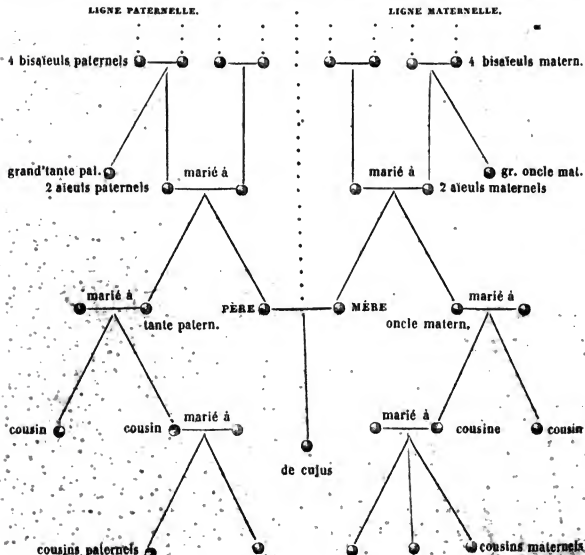 LIGNE PATERNELLE. LIGNE MATERNELLE.
4 bisaïeuls paternels 4 bisaïeuls matern.
grand'tante pat. marié à marié à gr. oncle mat.
2 aïeuls paternels 2 aïeuls maternels
marié à PÈRE MÈRE marié à
tante patern. oncle matern,
cousin cousin marié à marié à cousine cousin
de cujus
cousins paternels cousins maternels